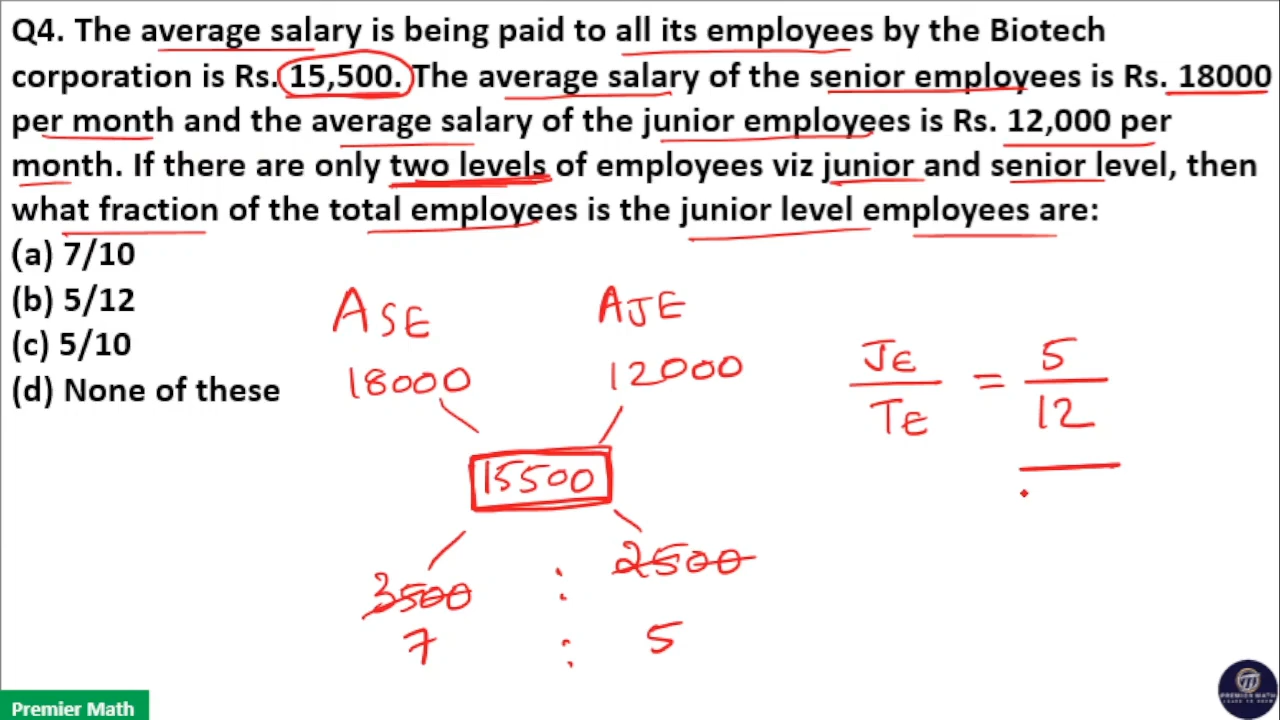 Q4. The average salary is being paid to all its employees by the Biotech
corporation is Rs. 15,500. The average salary of the senior employees is Rs. 18000
per month and the average salary of the junior employees is Rs. 12,000 per
month. If there are only two levels of employees viz junior and senior level, then
what fraction of the total employees is the junior level employees are:
(a) 7/10
(b) 5/12
(c) 5/10
(d) None of these
ASE AJE
18000 12000
15500
3500 : 2500
7 : 5
JE = 5
TE 12
Premier Math
PREMIER MATH
LEARN TO GROW